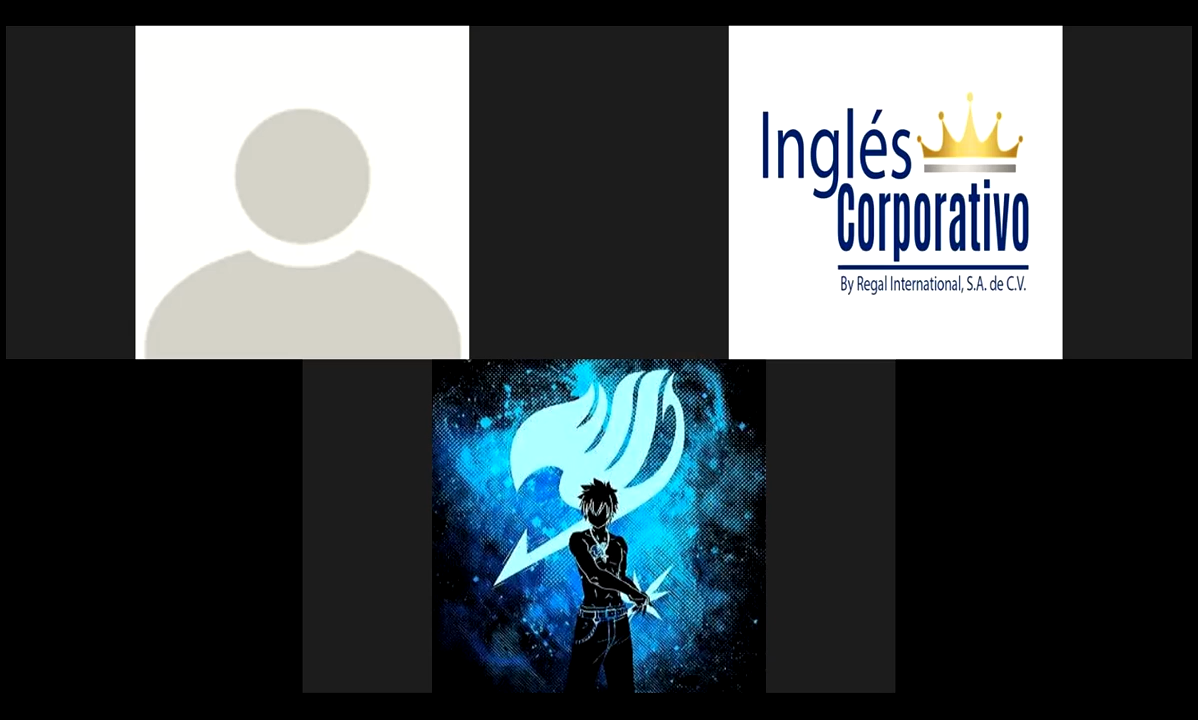 Inglés
Corporativo
By Regal International, S.A. de C.V.